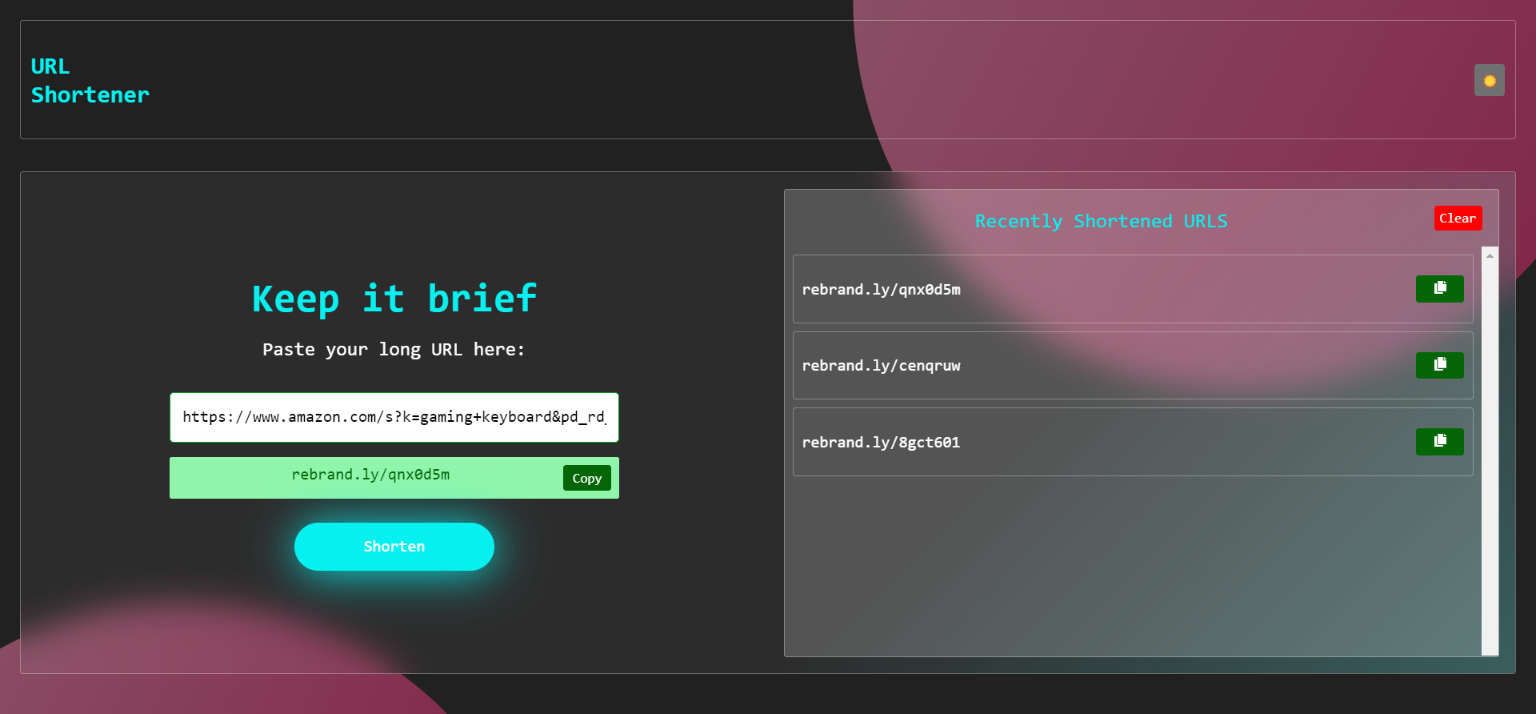 URL
Shortener
Keep it brief
Paste your long URL here:
https://www.amazon.com/s?k=gaming+keyboard&pd_rd_
rebrand.ly/qnx0d5m
Copy
Shorten
Recently Shortened URLS
Clear
rebrand.ly/qnx0d5m
rebrand.ly/cenqruw
rebrand.ly/8gct601